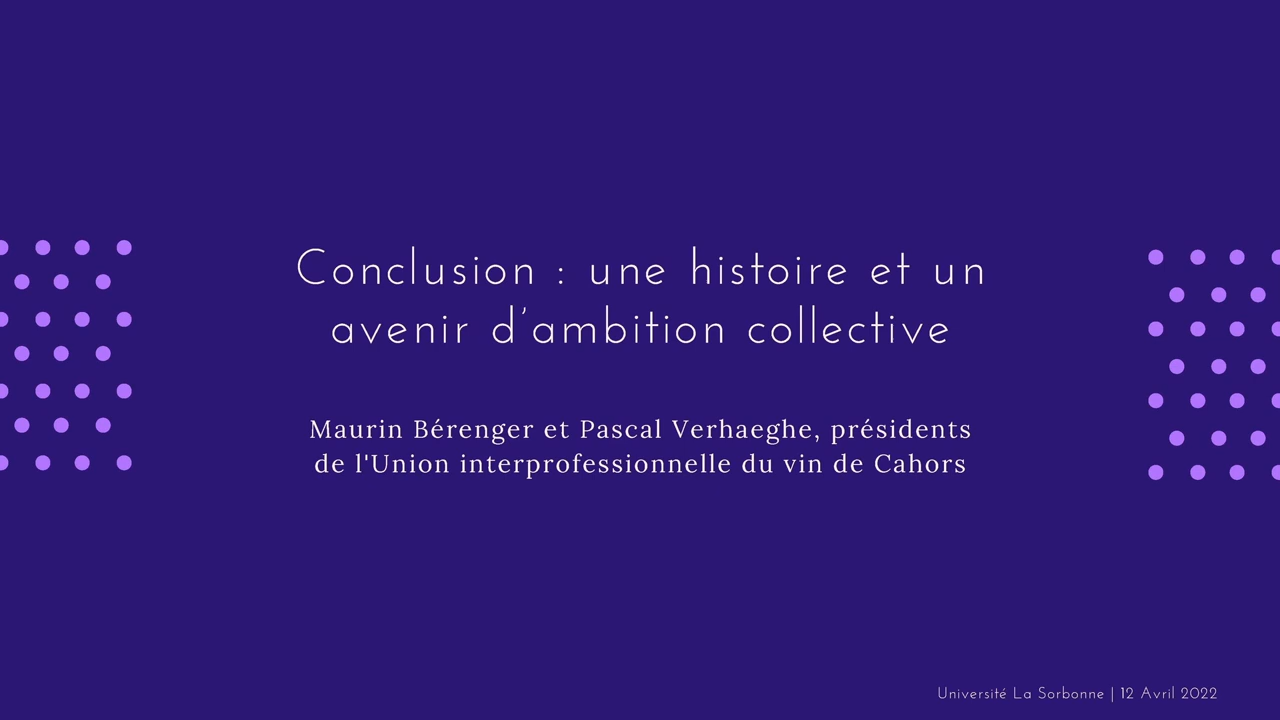 Conclusion : une histoire et un
avenir d’ambition collective
Maurin Bérenger et Pascal Verhaeghe, présidents
de l'Union interprofessionnelle du vin de Cahors
Université La Sorbonne | 12 Avril 2022